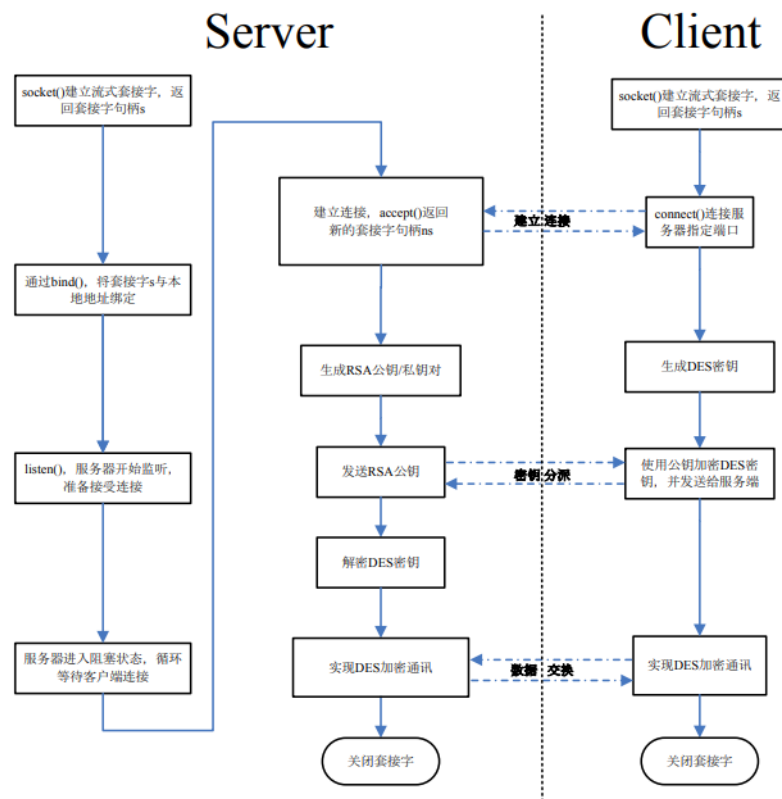 Server
Client
socket()建立流式套接字，返
回套接字句柄s
通过bind()，将套接字s与本
地地址绑定
listen()，服务器开始监听，
准备接受连接
服务器进入阻塞状态，循环
等待客户端连接
建立连接，accept()返回
新的套接字句柄ns
生成RSA公钥/私钥对
发送RSA公钥
解密DES密钥
实现DES加密通讯
关闭套接字
建立 连接
密钥 分派
数据 交换
socket()建立流式套接字，返
回套接字句柄s
connect()连接服
务器指定端口
生成DES密钥
使用公钥加密DES密
钥，并发送给服务端
实现DES加密通讯
关闭套接字